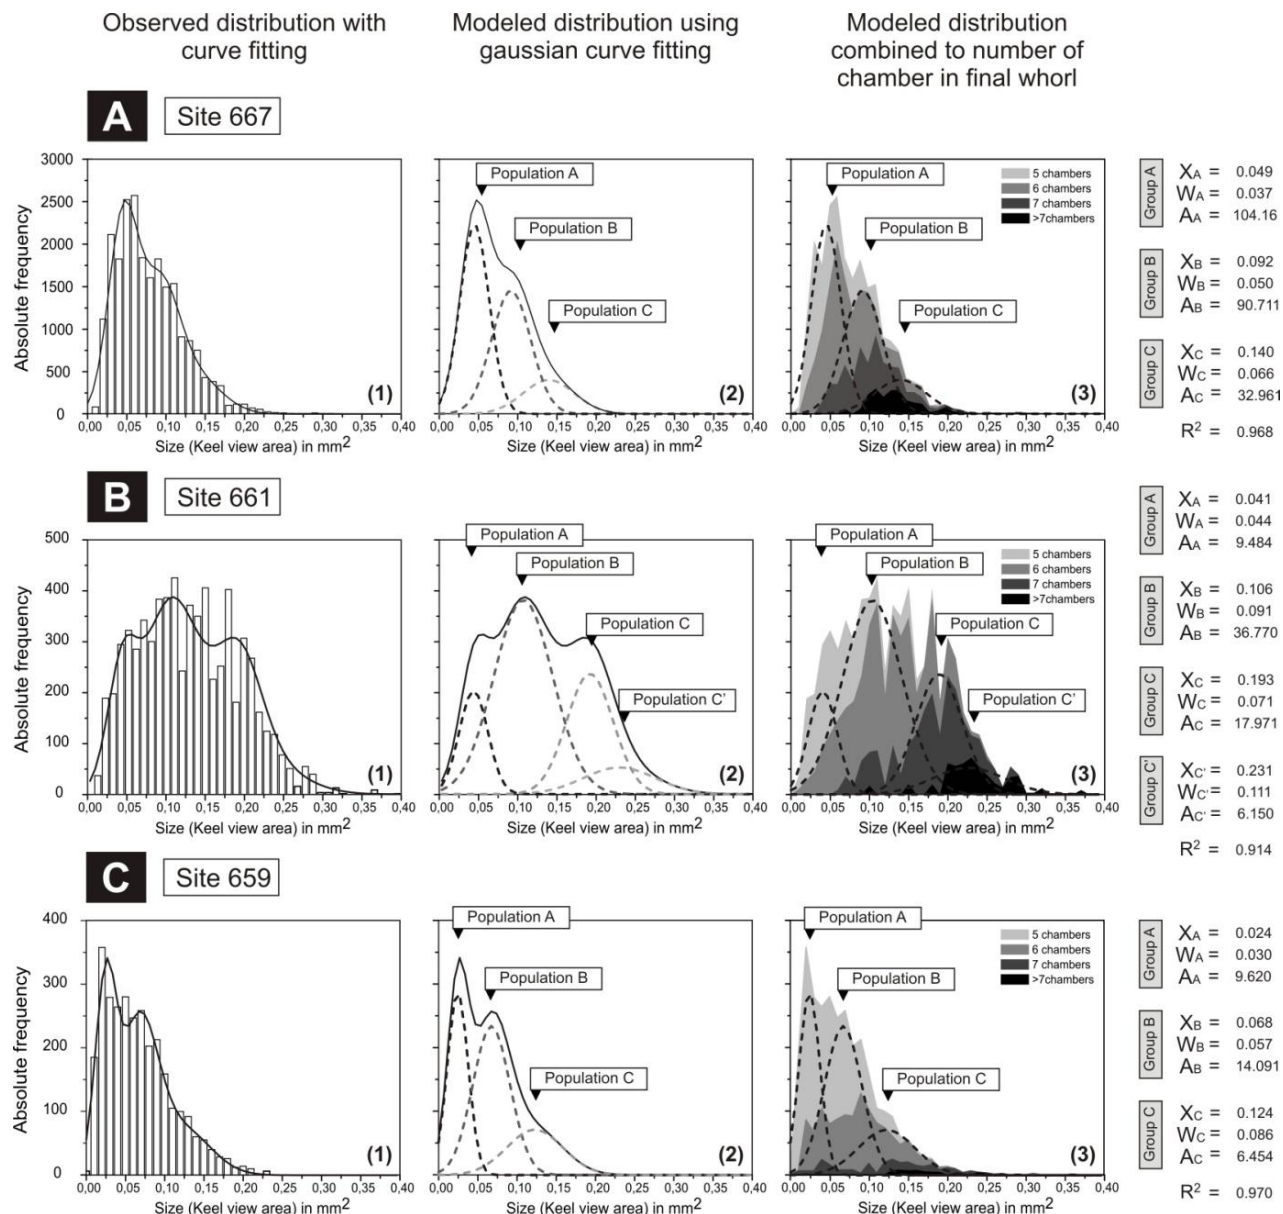 Observed distribution with
curve fitting
Modeled distribution using
gaussian curve fitting
Modeled distribution
combined to number of
chamber in final whorl
A
Site 667
Absolute frequency
3000
2500
2000
1500
1000
500
0
0,00 0,05 0,10 0,15 0,20 0,25 0,30 0,35 0,40
Size (Keel view area) in mm2
(1)
Population A
Population B
Population C
(2)
0,00 0,05 0,10 0,15 0,20 0,25 0,30 0,35 0,40
Size (Keel view area) in mm2
Population A
Population B
Population C
5 chambers
6 chambers
7 chambers
>7chambers
(3)
0,00 0,05 0,10 0,15 0,20 0,25 0,30 0,35 0,40
Size (Keel view area) in mm2
Group A
XA = 0.049
WA = 0.037
AA = 104.16
Group B
XB = 0.092
WB = 0.050
AB = 90.711
Group C
XC = 0.140
WC = 0.066
AC = 32.961
R2 = 0.968
B
Site 661
Absolute frequency
500
400
300
200
100
0
0,00 0,05 0,10 0,15 0,20 0,25 0,30 0,35 0,40
Size (Keel view area) in mm2
(1)
Population A
Population B
Population C
Population C'
(2)
0,00 0,05 0,10 0,15 0,20 0,25 0,30 0,35 0,40
Size (Keel view area) in mm2
Population A
Population B
Population C
Population C'
5 chambers
6 chambers
7 chambers
>7chambers
(3)
0,00 0,05 0,10 0,15 0,20 0,25 0,30 0,35 0,40
Size (Keel view area) in mm2
Group A
XA = 0.041
WA = 0.044
AA = 9.484
Group B
XB = 0.106
WB = 0.091
AB = 36.770
Group C
XC = 0.193
WC = 0.071
AC = 17.971
Group C'
XC' = 0.231
WC' = 0.111
AC' = 6.150
R2 = 0.914
C
Site 659
Absolute frequency
400
300
200
100
0
0,00 0,05 0,10 0,15 0,20 0,25 0,30 0,35 0,40
Size (Keel view area) in mm2
(1)
Population A
Population B
Population C
(2)
0,00 0,05 0,10 0,15 0,20 0,25 0,30 0,35 0,40
Size (Keel view area) in mm2
Population A
Population B
Population C
5 chambers
6 chambers
7 chambers
>7chambers
(3)
0,00 0,05 0,10 0,15 0,20 0,25 0,30 0,35 0,40
Size (Keel view area) in mm2
Group A
XA = 0.024
WA = 0.030
AA = 9.620
Group B
XB = 0.068
WB = 0.057
AB = 14.091
Group C
XC = 0.124
WC = 0.086
AC = 6.454
R2 = 0.970